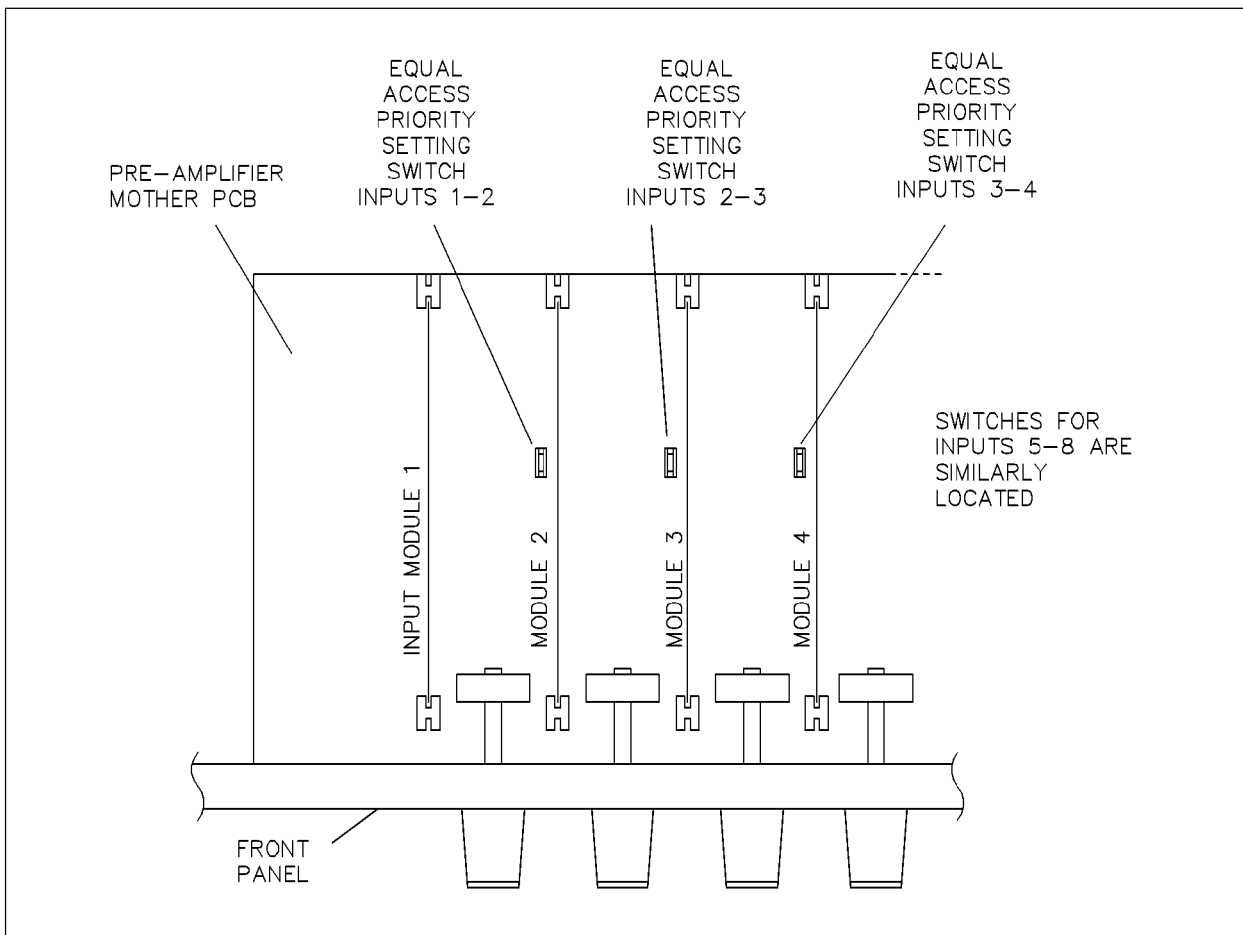 EQUAL
ACCESS
PRIORITY
SETTING
SWITCH
INPUTS 1-2
EQUAL
ACCESS
PRIORITY
SETTING
SWITCH
INPUTS 2-3
EQUAL
ACCESS
PRIORITY
SETTING
SWITCH
INPUTS 3-4
PRE-AMPLIFIER
MOTHER PCB
SWITCHES FOR
INPUTS 5-8 ARE
SIMILARLY
LOCATED
INPUT MODULE 1
MODULE 2
MODULE 3
MODULE 4
FRONT
PANEL